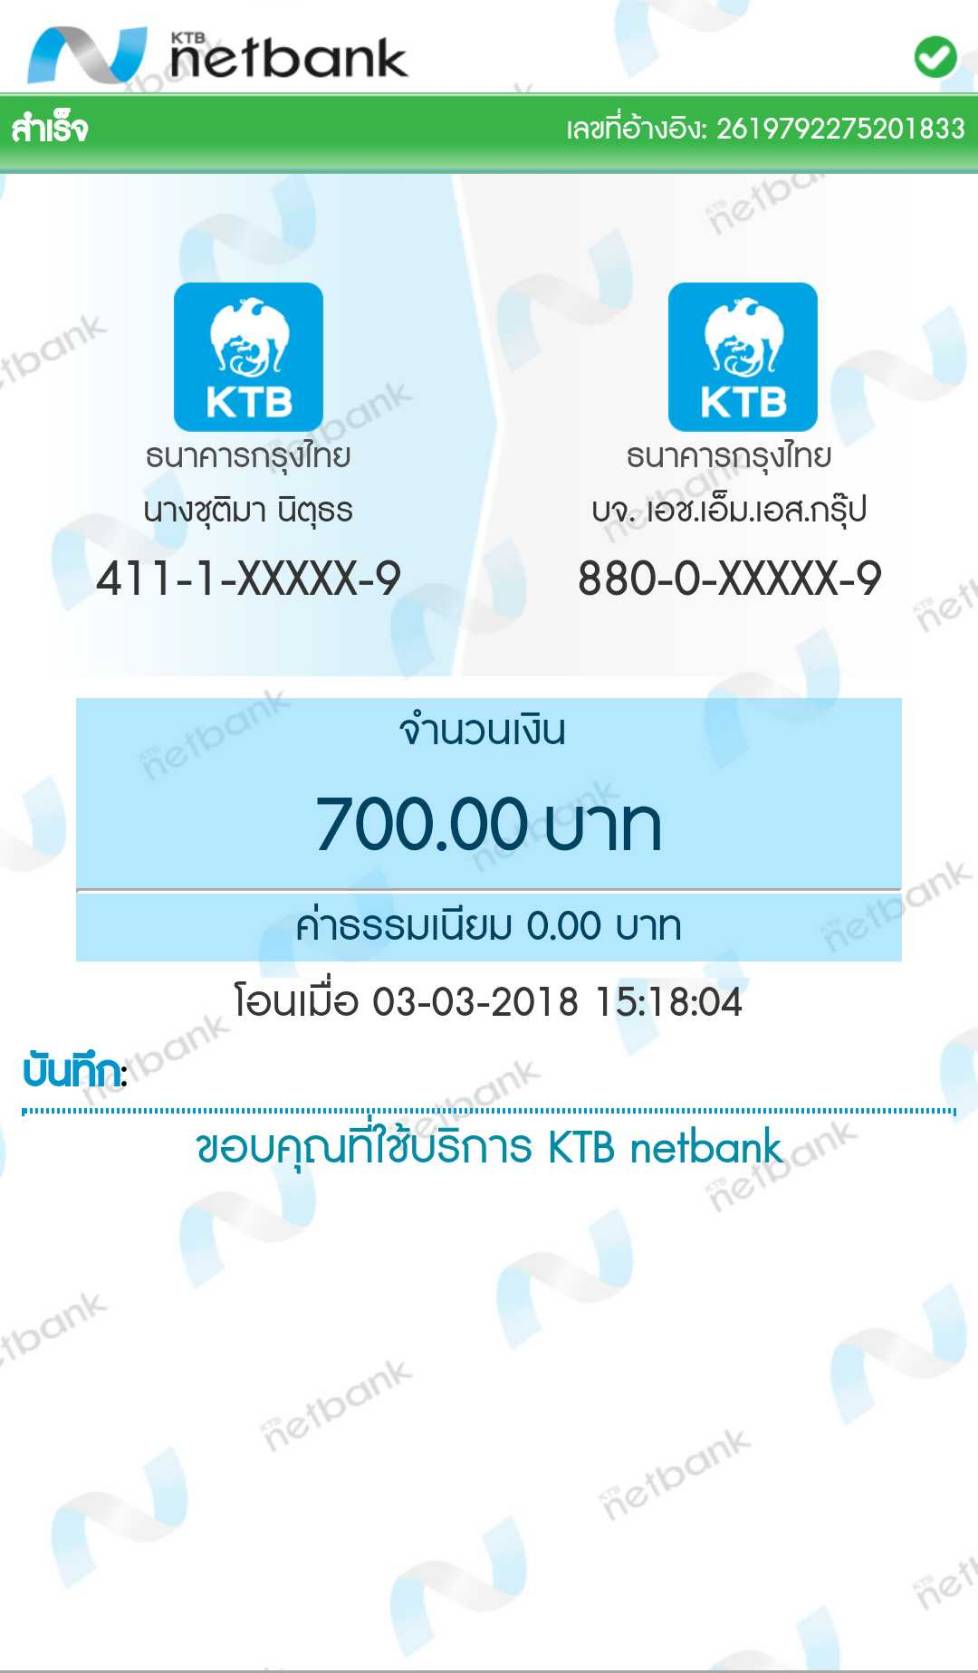 KTB netbank
สำเร็จ เลขที่อ้างอิง: 2619792275201833
KTB KTB
ธนาคารกรุงไทย ธนาคารกรุงไทย
นางชุติมา นิตุธร บจ. เอช.เอ็ม.เอส.กรุ๊ป
411-1-XXXXX-9 880-0-XXXXX-9
จำนวนเงิน
700.00 บาท
ค่าธรรมเนียม 0.00 บาท
โอนเมื่อ 03-03-2018 15:18:04
บันทึก:
ขอบคุณที่ใช้บริการ KTB netbank